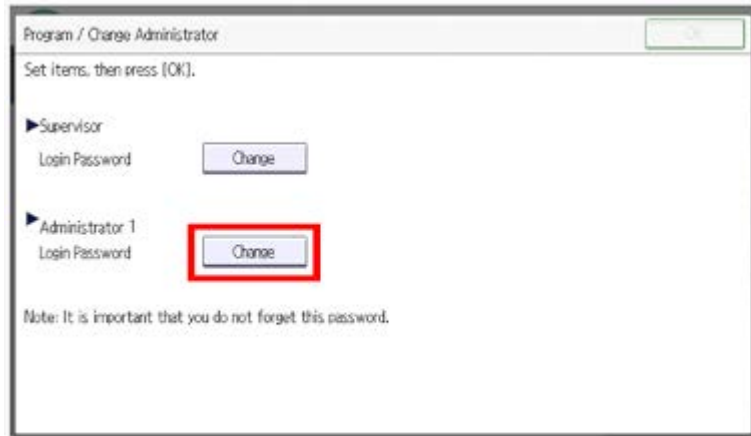 Program / Change Administrator
OK
Set items, then press [OK].
▶Supervisor
Login Password Change
▶Administrator 1
Login Password Change
Note: It is important that you do not forget this password.